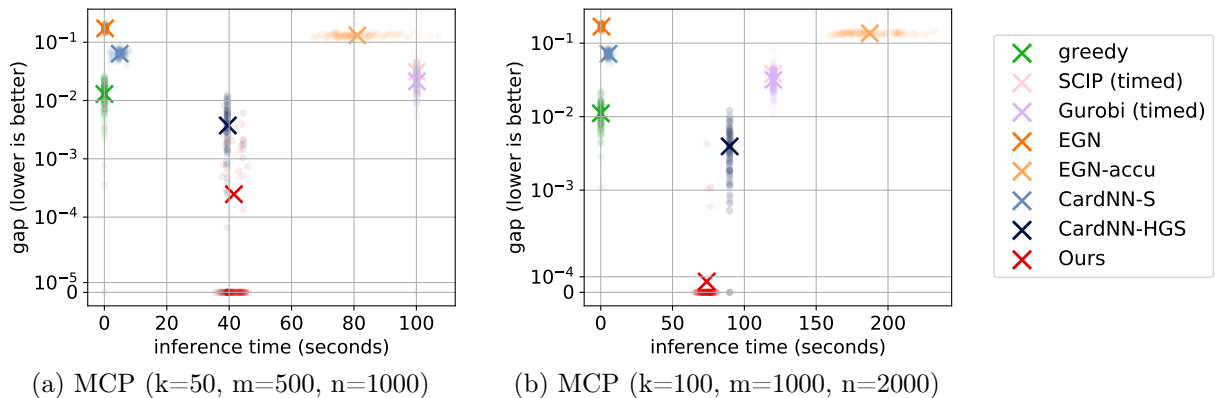 gap (lower is better)
10⁻¹
10⁻²
10⁻³
10⁻⁴
10⁻⁵
0
0 20 40 60 80 100
inference time (seconds)
(a) MCP (k=50, m=500, n=1000)
gap (lower is better)
10⁻¹
10⁻²
10⁻³
10⁻⁴
0
0 50 100 150 200
inference time (seconds)
(b) MCP (k=100, m=1000, n=2000)
greedy
SCIP (timed)
Gurobi (timed)
EGN
EGN-accu
CardNN-S
CardNN-HGS
Ours